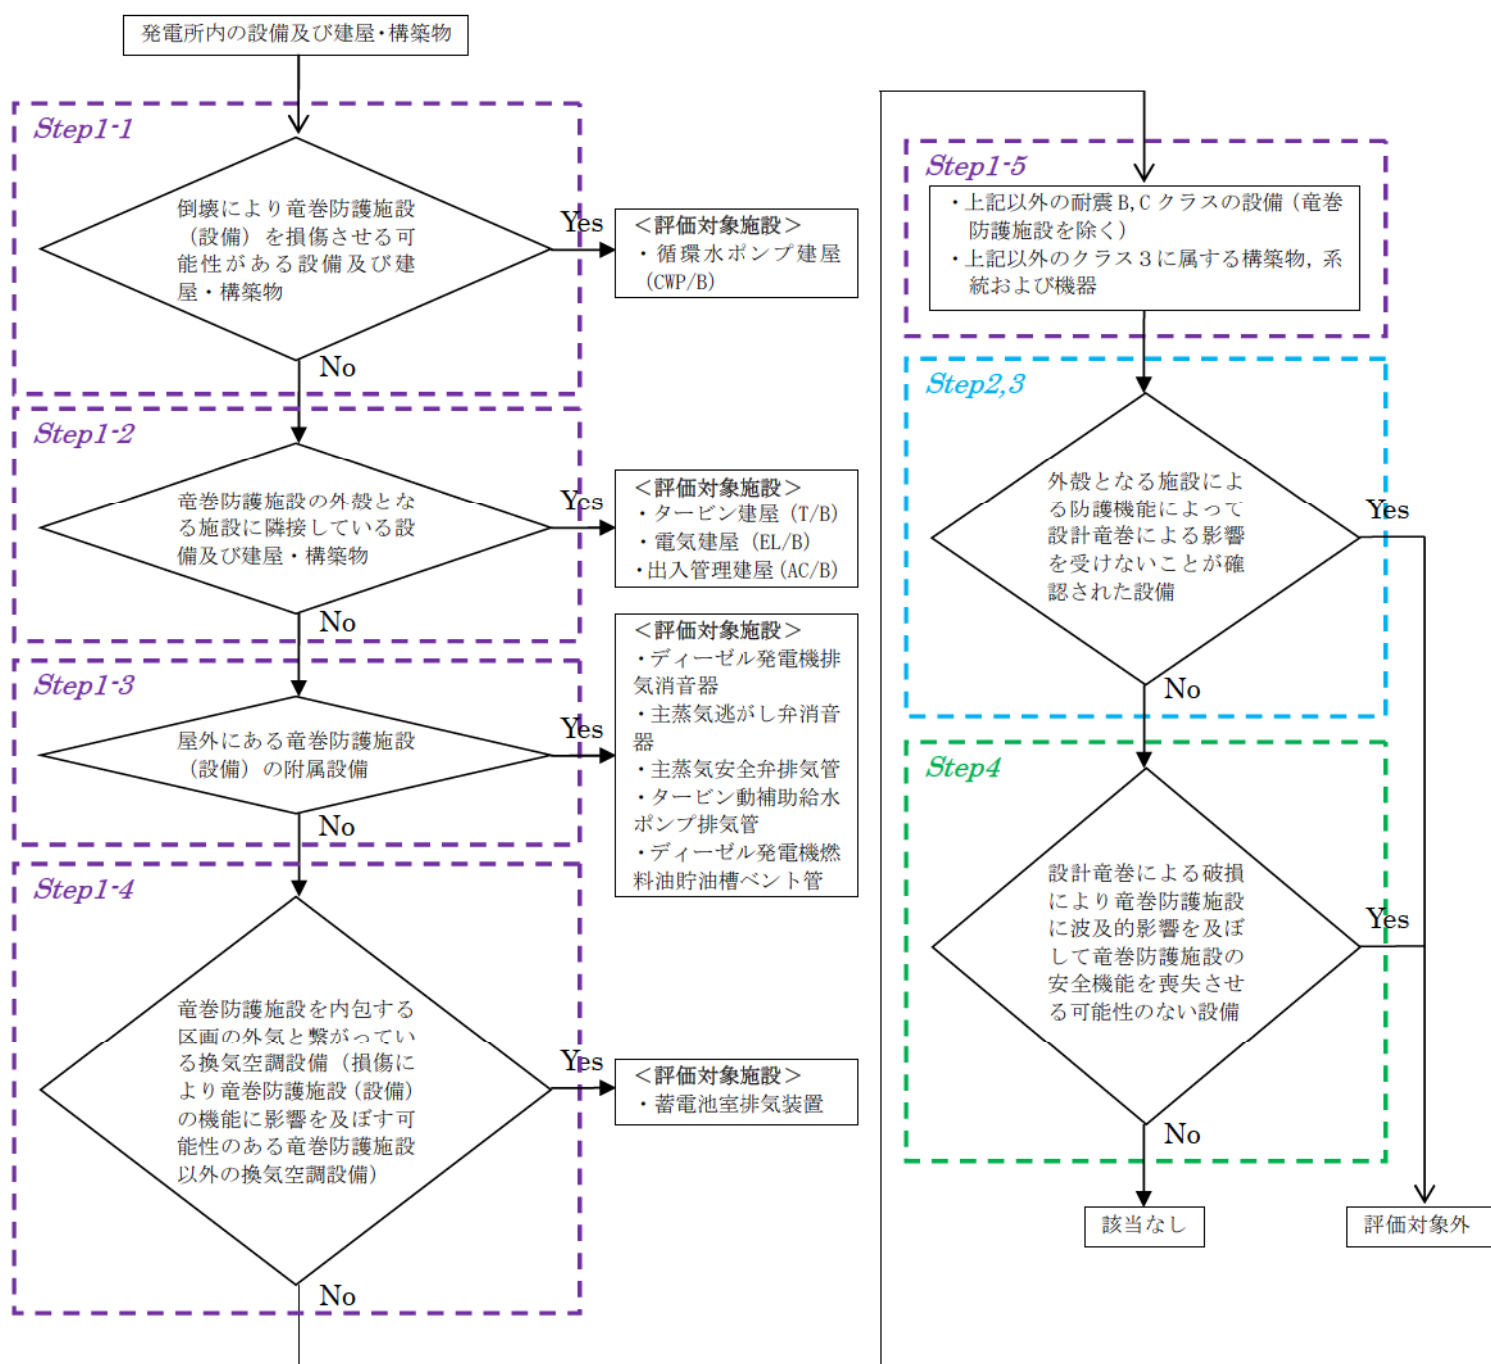 発電所内の設備及び建屋・構築物
Step1-1
倒壊により竜巻防護施設
（設備）を損傷させる可
能性がある設備及び建
屋・構築物
Yes
＜評価対象施設＞
・循環水ポンプ建屋
(CWP/B)
No
Step1-2
竜巻防護施設の外殻とな
る施設に隣接している設
備及び建屋・構築物
Yes
＜評価対象施設＞
・タービン建屋（T/B）
・電気建屋（EL/B）
・出入管理建屋（AC/B）
No
Step1-3
屋外にある竜巻防護施設
（設備）の附属設備
Yes
＜評価対象施設＞
・ディーゼル発電機排
気消音器
・主蒸気逃がし弁消音
器
・主蒸気安全弁排気管
・タービン動補助給水
ポンプ排気管
・ディーゼル発電機燃
料油貯油槽ベント管
No
Step1-4
竜巻防護施設を内包する
区画の外気と繋がってい
る換気空調設備（損傷に
より竜巻防護施設（設備）
の機能に影響を及ぼす可
能性のある竜巻防護施設
以外の換気空調設備）
Yes
＜評価対象施設＞
・蓄電池室排気装置
No
Step1-5
・上記以外の耐震B,Cクラスの設備（竜巻
防護施設を除く）
・上記以外のクラス３に属する構築物，系
統および機器
Step2,3
外殻となる施設によ
る防護機能によって
設計竜巻による影響
を受けないことが確
認された設備
Yes
No
Step4
設計竜巻による破損
により竜巻防護施設
に波及的影響を及ぼ
して竜巻防護施設の
安全機能を喪失させ
る可能性のない設備
Yes
No
該当なし
評価対象外